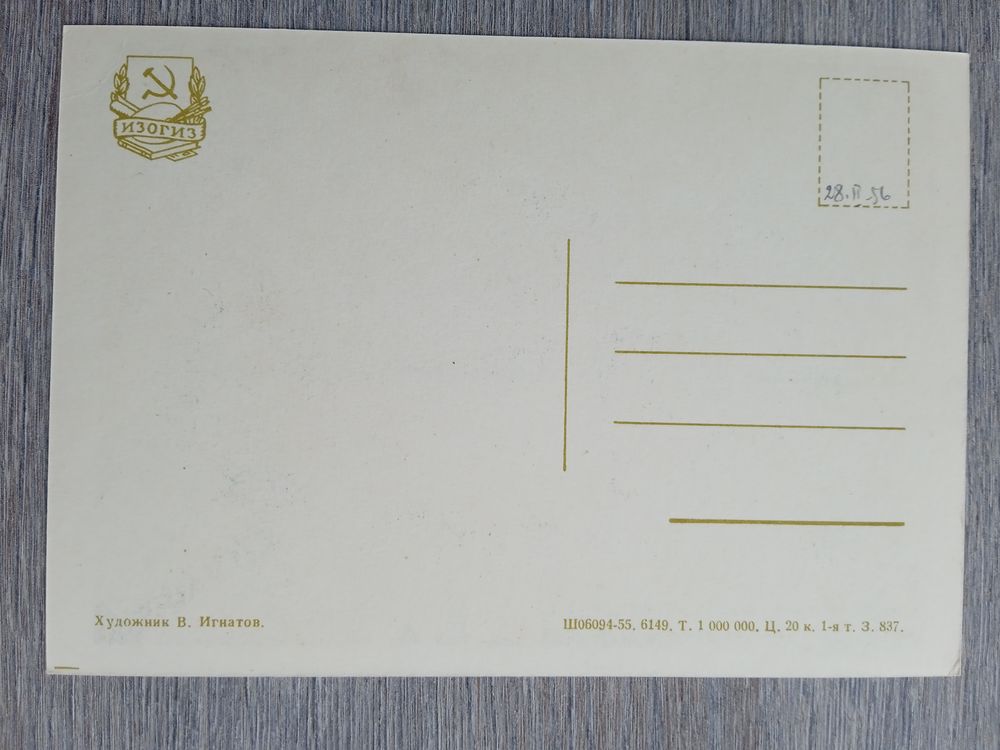 ИЗОГИЗ
28.II.56
Художник В. Игнатов.
Ш06094-55. 6149. Т. 1 000 000. Ц. 20 к. 1-я т. З. 837.